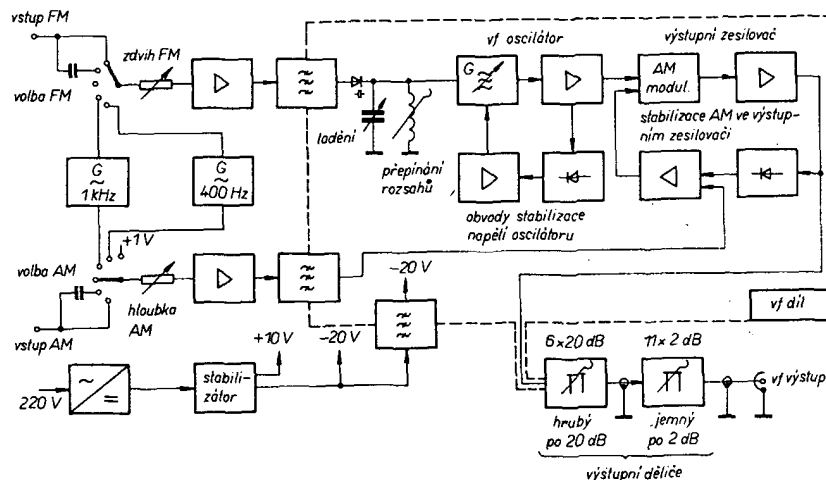 vstup FM
zdvih FM
volba FM
G
1 kHz
G
400 Hz
+1 V
volba AM
vstup AM
hloubka
AM
220 V
stabili-
zátor
+10 V
-20 V
-20 V
ladění
přepínání
rozsahů
vf oscilátor
G
obvody stabilizace
napětí oscilátoru
výstupní zesilovač
AM
modul.
stabilizace AM ve výstup-
ním zesilovači
vf díl
6×20 dB
11×2 dB
hrubý
po 20 dB
jemný
po 2 dB
výstupní děliče
vf výstup